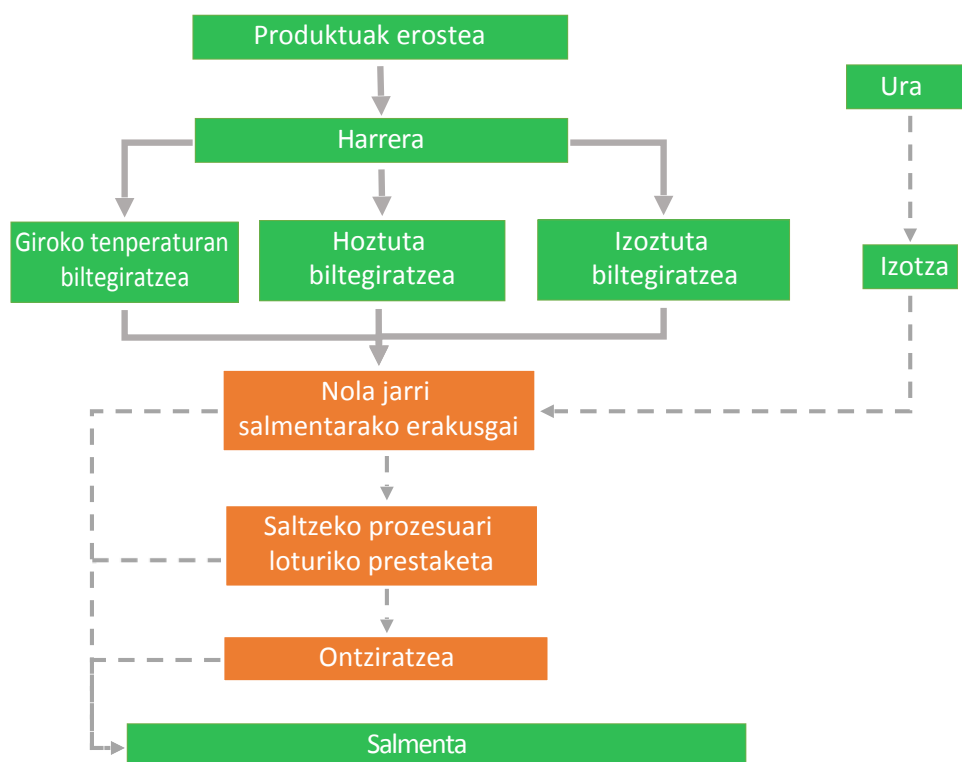 Produktuak erostea
Ura
Harrera
Giroko tenperaturan
biltegiratzea
Hoztuta
biltegiratzea
Izoztuta
biltegiratzea
Izotza
Nola jarri
salmentarako erakusgai
Saltzeko prozesuari
loturiko prestaketa
Ontziratzea
Salmenta